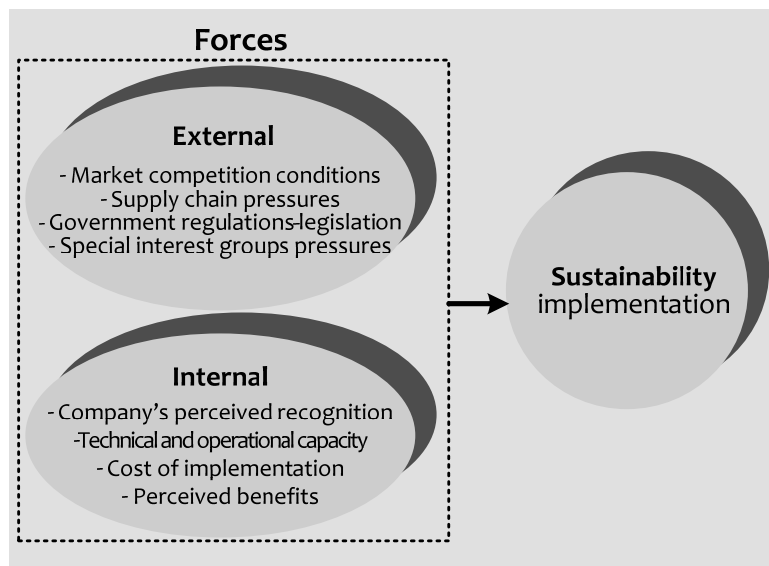 Forces
External
- Market competition conditions
- Supply chain pressures
- Government regulations-legislation
- Special interest groups pressures
Internal
- Company’s perceived recognition
-Technical and operational capacity
- Cost of implementation
- Perceived benefits
Sustainability
implementation